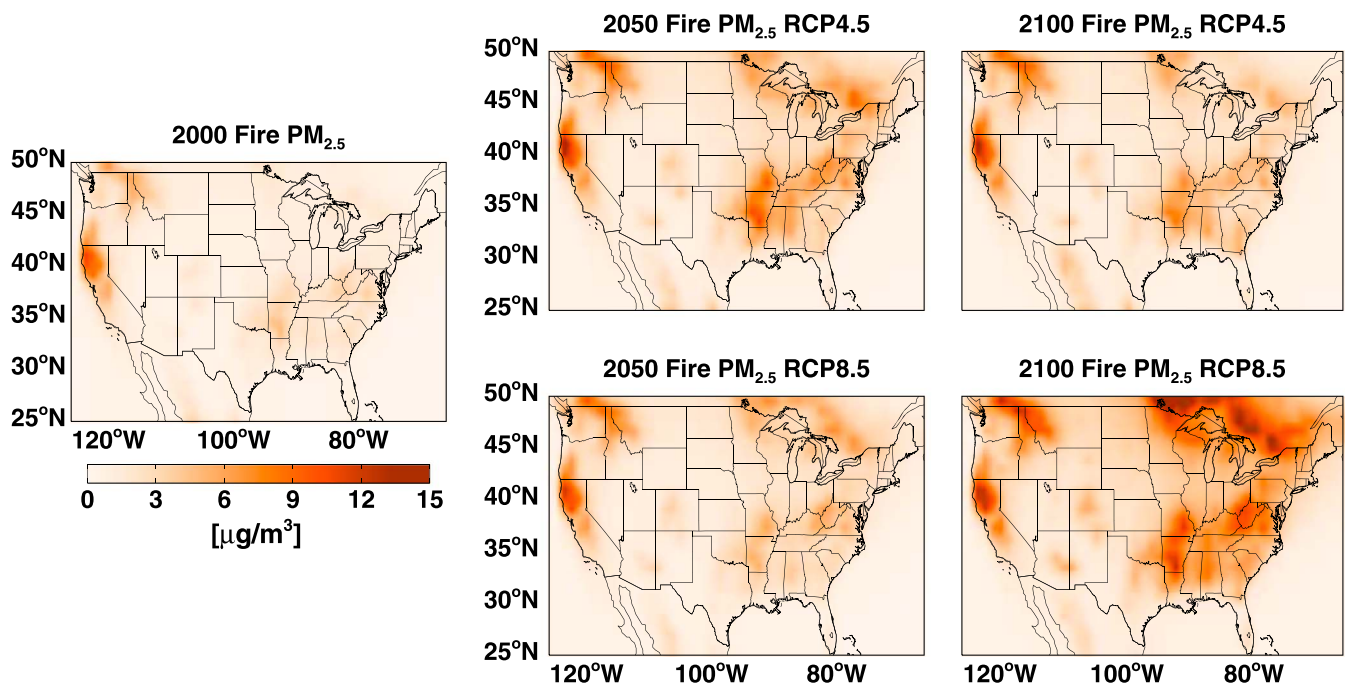 2000 Fire PM2.5
50°N
45°N
40°N
35°N
30°N
25°N
120°W 100°W 80°W
0 3 6 9 12 15
[μg/m³]
2050 Fire PM2.5 RCP4.5
50°N
45°N
40°N
35°N
30°N
25°N
2100 Fire PM2.5 RCP4.5
2050 Fire PM2.5 RCP8.5
50°N
45°N
40°N
35°N
30°N
25°N
120°W 100°W 80°W
2100 Fire PM2.5 RCP8.5
120°W 100°W 80°W